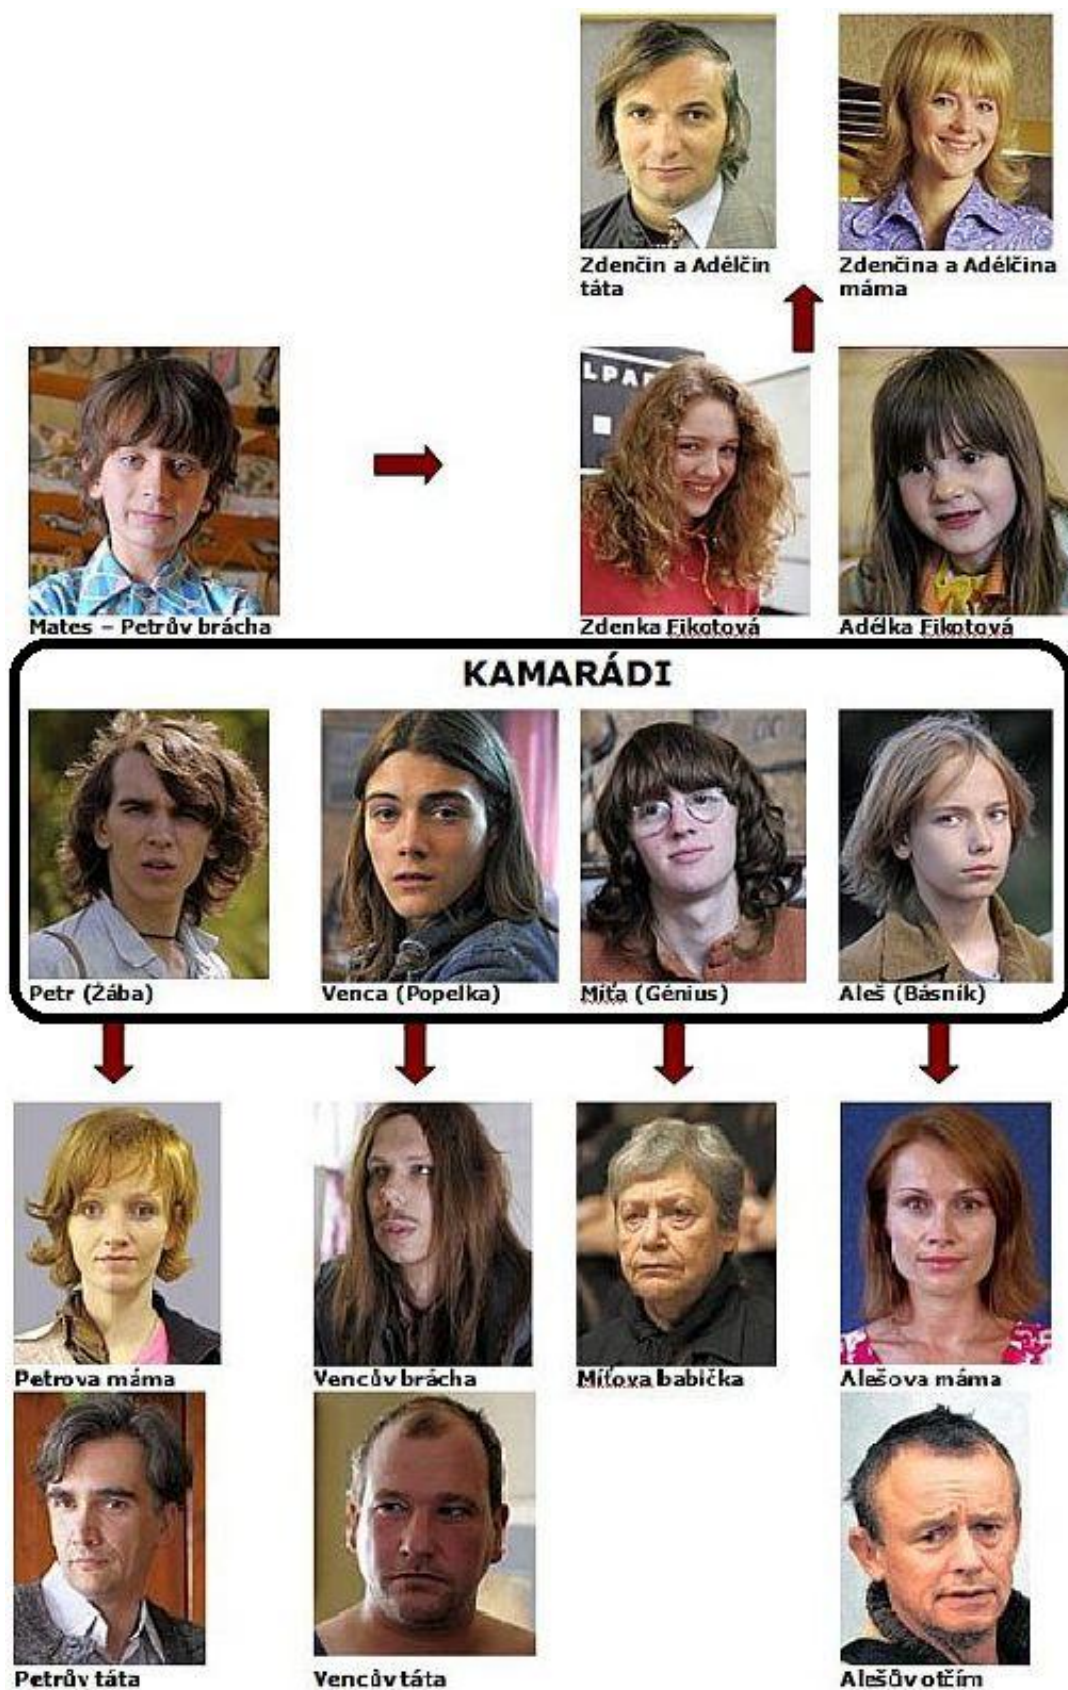 Zdenčin a Adélčin
táta
Zdenčina a Adélčina
máma
LPA
Mates – Petrův brácha
Zdenka Fikotová
Adélka Fikotová
KAMARÁDI
Petr (Žába)
Venca (Popelka)
Míťa (Génius)
Aleš (Básník)
Petrova máma
Vencův brácha
Míťova babička
Alešova máma
Petrův táta
Vencův táta
Alešův otčím